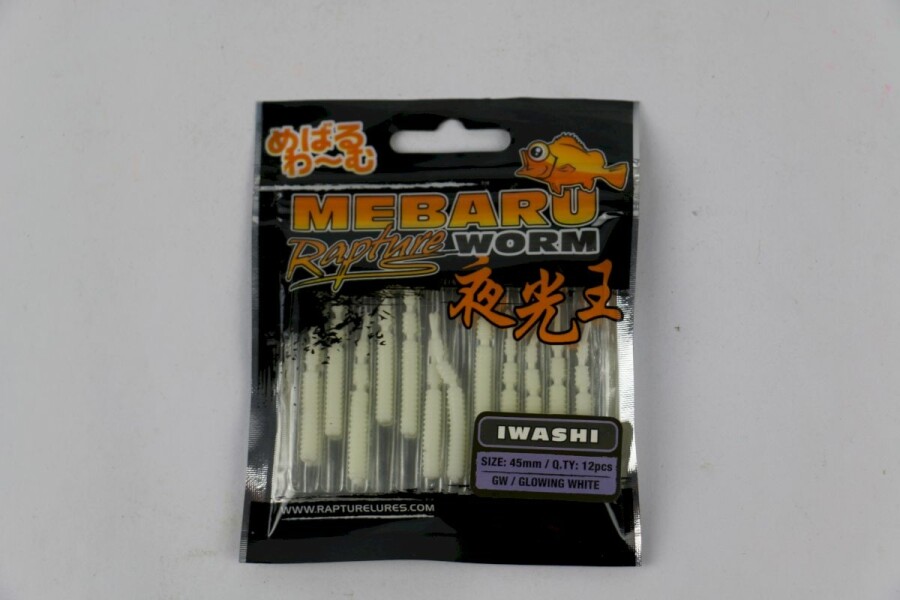 めばる
わ〜む
MEBARU
Rapture WORM
夜光王
IWASHI
SIZE: 45mm / Q.TY: 12pcs
GW / GLOWING WHITE
WWW.RAPTURELURES.COM